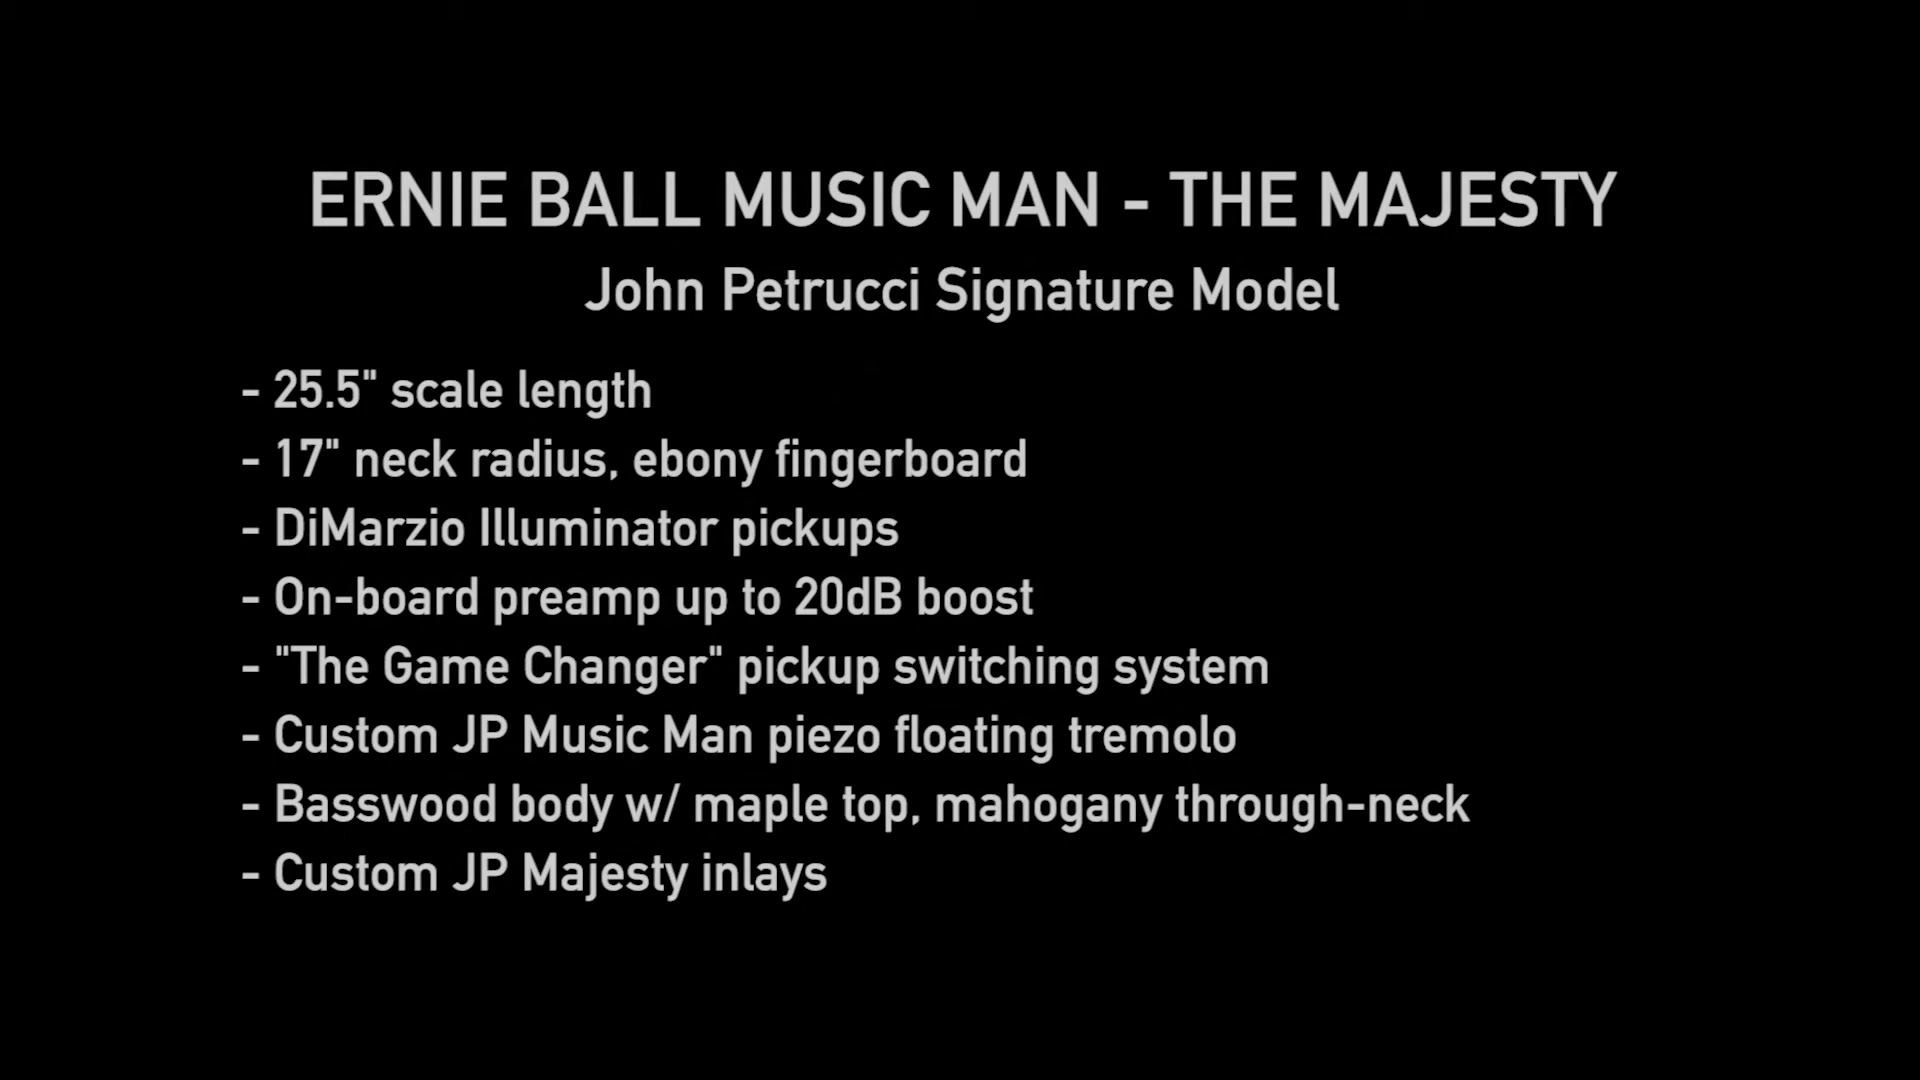 ERNIE BALL MUSIC MAN - THE MAJESTY
John Petrucci Signature Model
- 25.5" scale length
- 17" neck radius, ebony fingerboard
- DiMarzio Illuminator pickups
- On-board preamp up to 20dB boost
- "The Game Changer" pickup switching system
- Custom JP Music Man piezo floating tremolo
- Basswood body w/ maple top, mahogany through-neck
- Custom JP Majesty inlays